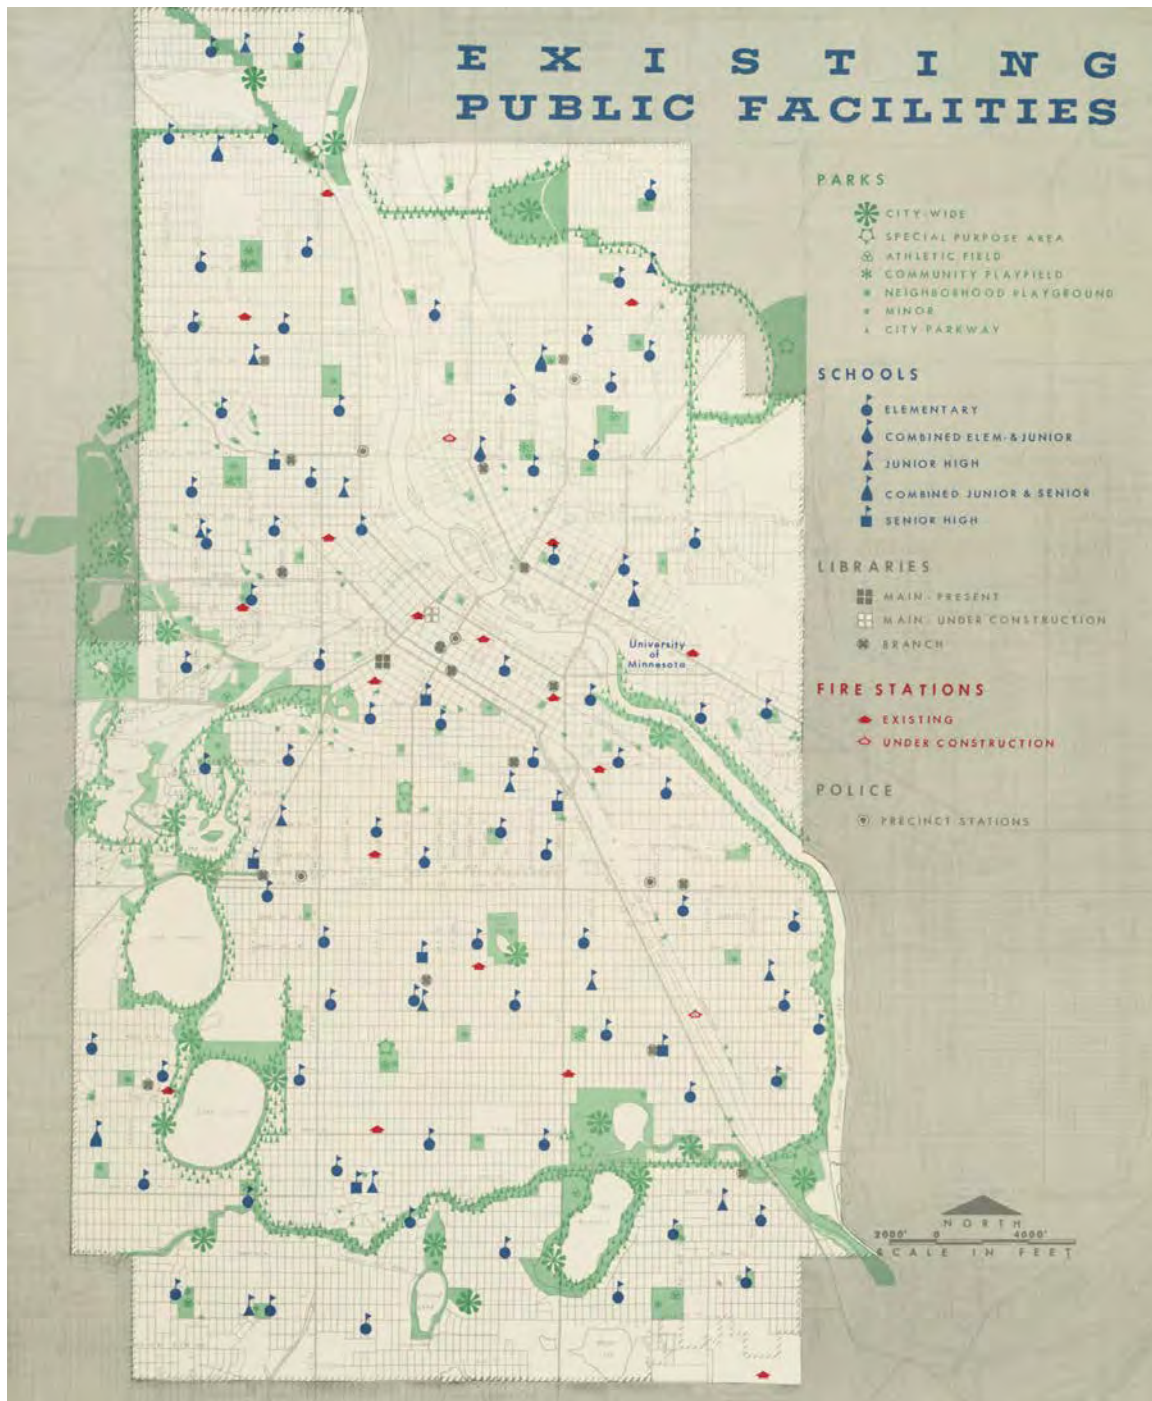 EXISTING
PUBLIC FACILITIES
PARKS
CITY-WIDE
SPECIAL PURPOSE AREA
ATHLETIC FIELD
COMMUNITY PLAYFIELD
NEIGHBORHOOD PLAYGROUND
MINOR
CITY PARKWAY
SCHOOLS
ELEMENTARY
COMBINED ELEM-& JUNIOR
JUNIOR HIGH
COMBINED JUNIOR & SENIOR
SENIOR HIGH
LIBRARIES
MAIN - PRESENT
MAIN - UNDER CONSTRUCTION
BRANCH
University
of
Minnesota
FIRE STATIONS
EXISTING
UNDER CONSTRUCTION
POLICE
PRECINCT STATIONS
NORTH
2000' 0 4000'
SCALE IN FEET